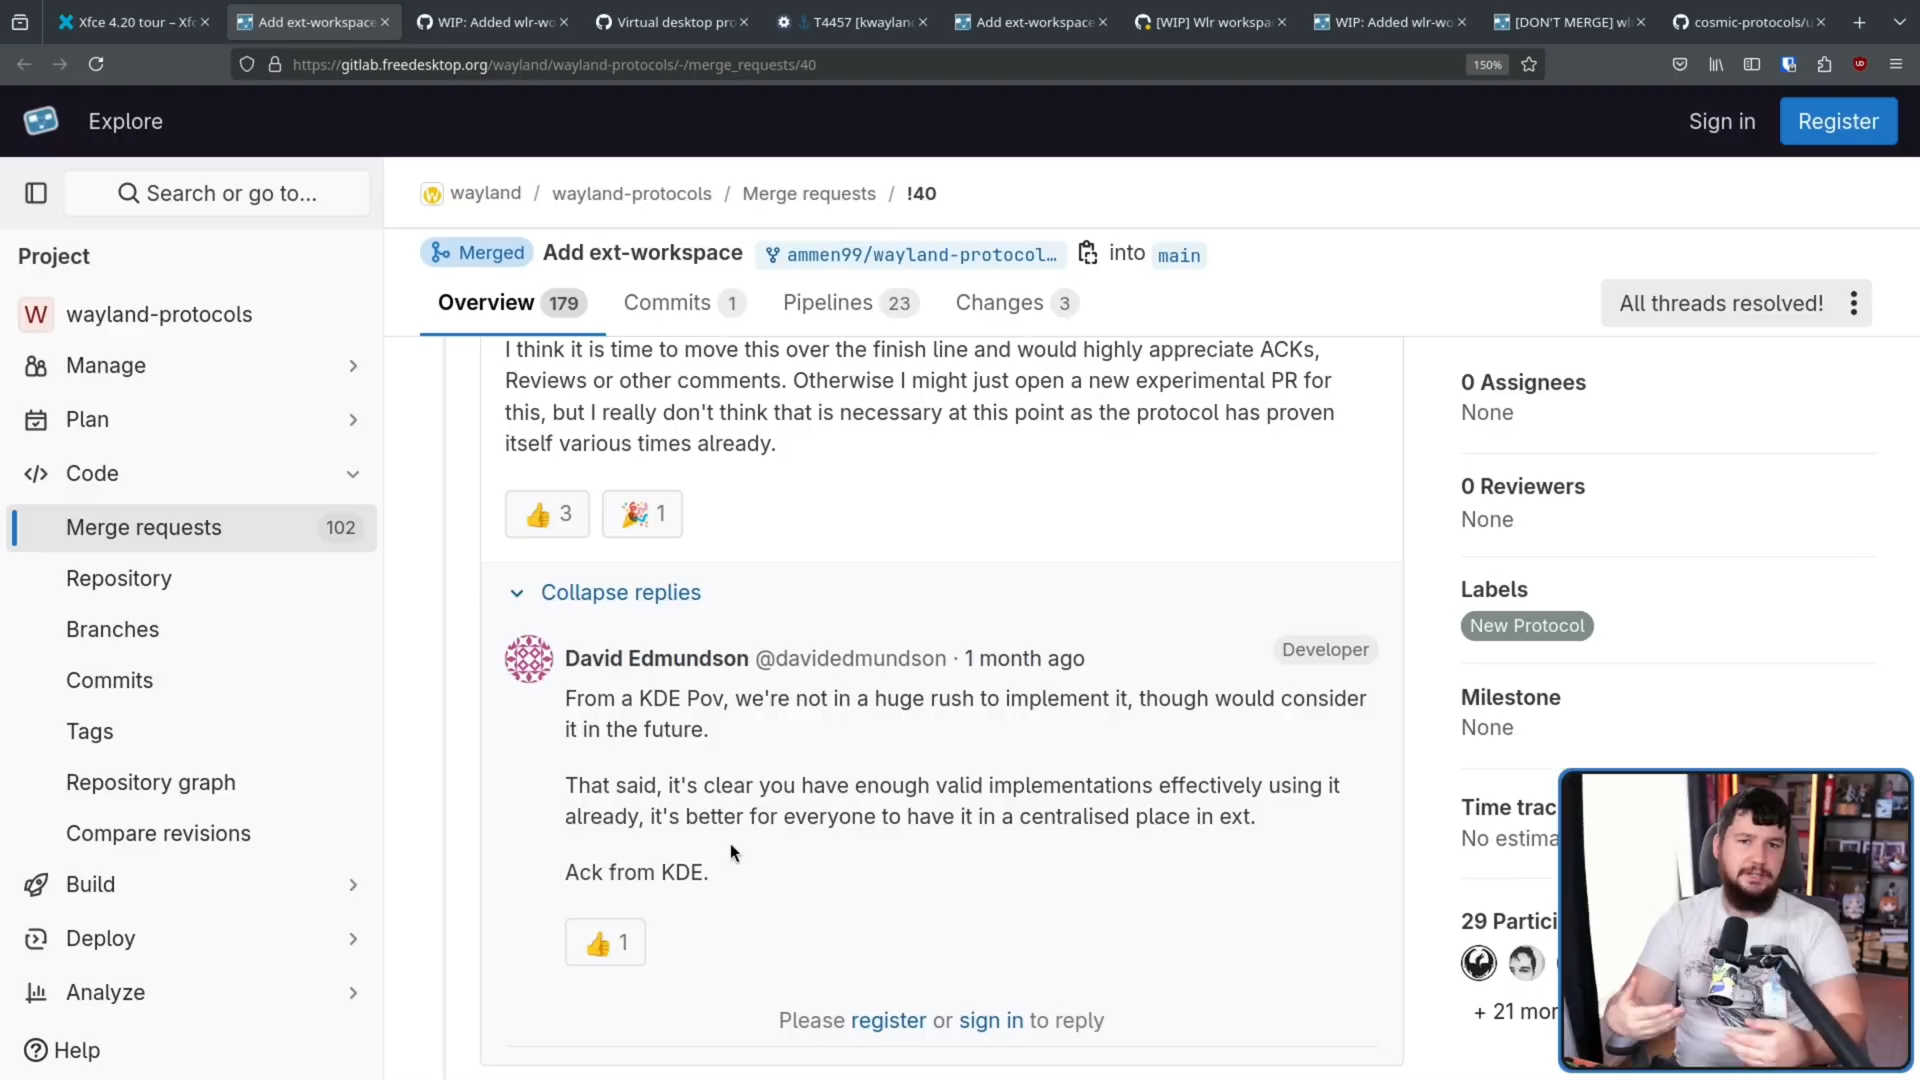 Xfce 4.20 tour – Xfc
Add ext-workspace
WIP: Added wlr-wo
Virtual desktop pro
T4457 [kwaylan
Add ext-workspace
[WIP] Wlr workspa
WIP: Added wlr-wo
[DON'T MERGE] wl
cosmic-protocols/u
https://gitlab.freedesktop.org/wayland/wayland-protocols/-/merge_requests/40
150%
Explore
Sign in
Register
Search or go to...
wayland / wayland-protocols / Merge requests / !40
Project
Merged Add ext-workspace ammen99/wayland-protocol… into main
W wayland-protocols
Overview 179 Commits 1 Pipelines 23 Changes 3
All threads resolved!
Manage
Plan
Code
Merge requests 102
Repository
Branches
Commits
Tags
Repository graph
Compare revisions
Build
Deploy
Analyze
Help
I think it is time to move this over the finish line and would highly appreciate ACKs,
Reviews or other comments. Otherwise I might just open a new experimental PR for
this, but I really don't think that is necessary at this point as the protocol has proven
itself various times already.
3
1
Collapse replies
David Edmundson @davidedmundson · 1 month ago
Developer
From a KDE Pov, we're not in a huge rush to implement it, though would consider
it in the future.
That said, it's clear you have enough valid implementations effectively using it
already, it's better for everyone to have it in a centralised place in ext.
Ack from KDE.
1
Please register or sign in to reply
0 Assignees
None
0 Reviewers
None
Labels
New Protocol
Milestone
None
Time trac
No estima
29 Partici
+ 21 mor